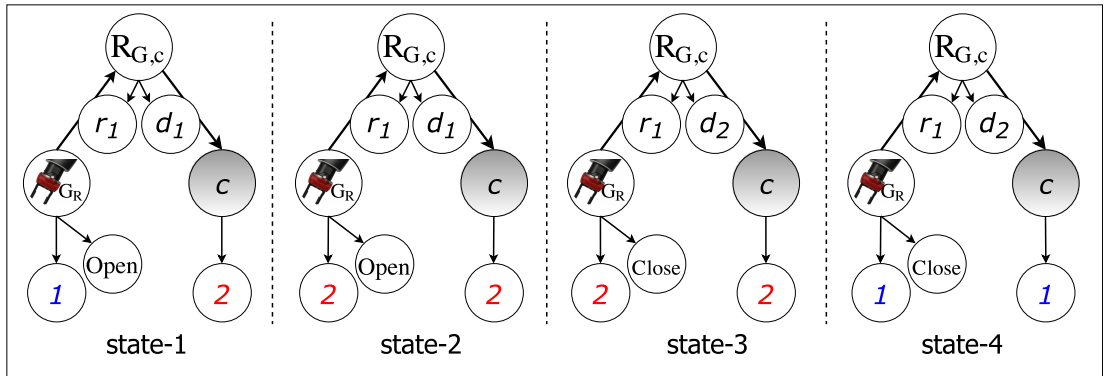 R_G,c R_G,c R_G,c R_G,c
r1 d1 r1 d1 r1 d2 r1 d2
G_R c G_R c G_R c G_R c
Open Open Close Close
1 2 2 2 2 2 1 1
state-1 state-2 state-3 state-4